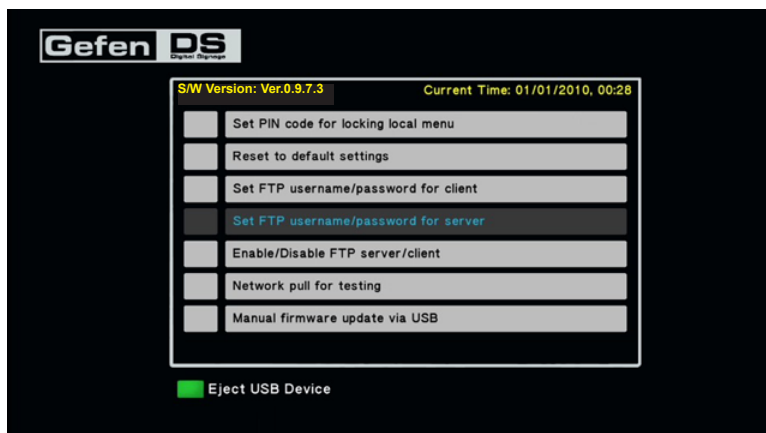 Gefen DS
Digital Signage
S/W Version: Ver.0.9.7.3 Current Time: 01/01/2010, 00:28
Set PIN code for locking local menu
Reset to default settings
Set FTP username/password for client
Set FTP username/password for server
Enable/Disable FTP server/client
Network pull for testing
Manual firmware update via USB
Eject USB Device